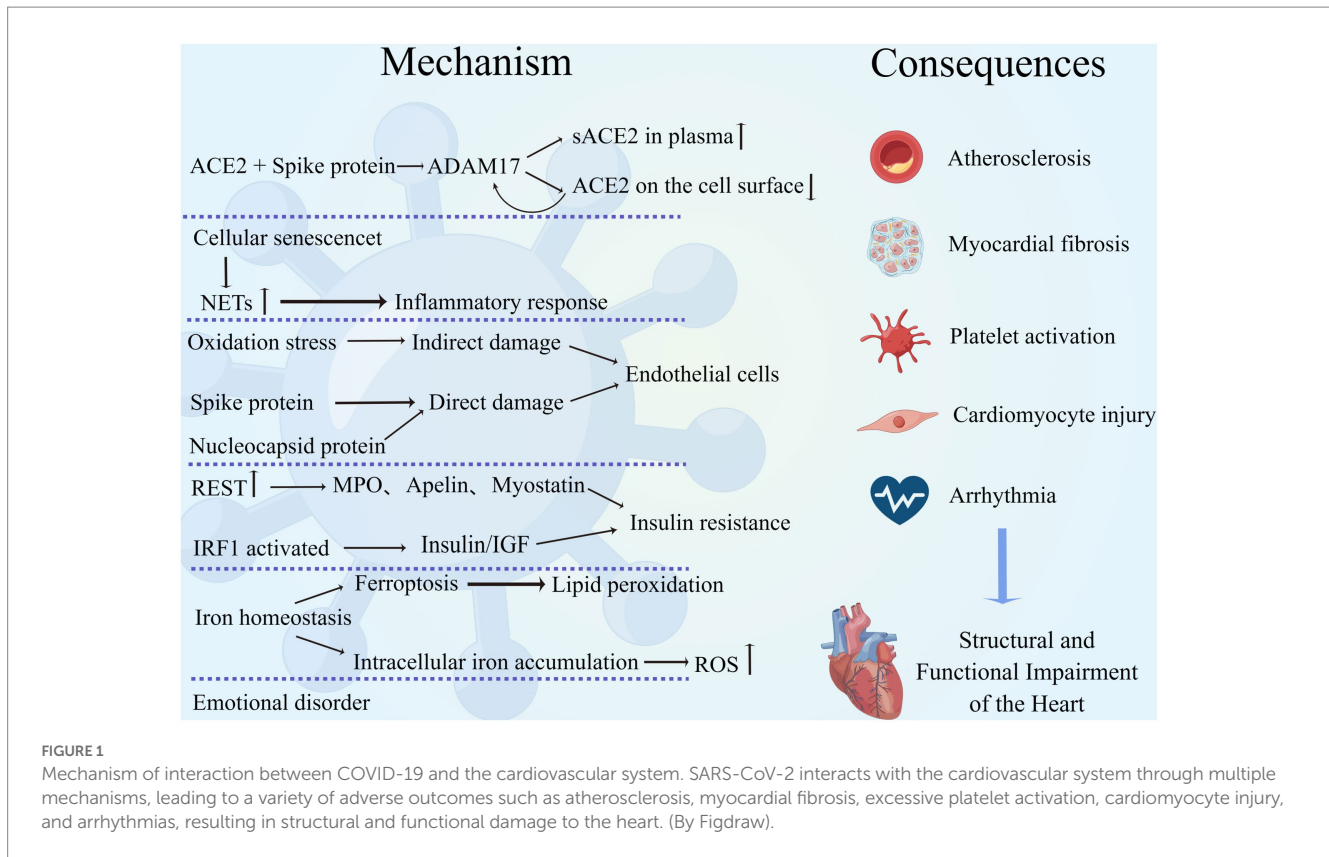 Mechanism
Consequences
sACE2 in plasma↑
ACE2 + Spike protein→ADAM17
ACE2 on the cell surface↓
Cellular senescencet
NETs↑ → Inflammatory response
Oxidation stress → Indirect damage
Endothelial cells
Spike protein → Direct damage
Nucleocapsid protein
REST↑ → MPO、Apelin、Myostatin
Insulin resistance
IRF1 activated → Insulin/IGF
Ferroptosis → Lipid peroxidation
Iron homeostasis
Intracellular iron accumulation → ROS↑
Emotional disorder
Atherosclerosis
Myocardial fibrosis
Platelet activation
Cardiomyocyte injury
Arrhythmia
Structural and
Functional Impairment
of the Heart
FIGURE 1
Mechanism of interaction between COVID-19 and the cardiovascular system. SARS-CoV-2 interacts with the cardiovascular system through multiple
mechanisms, leading to a variety of adverse outcomes such as atherosclerosis, myocardial fibrosis, excessive platelet activation, cardiomyocyte injury,
and arrhythmias, resulting in structural and functional damage to the heart. (By Figdraw).